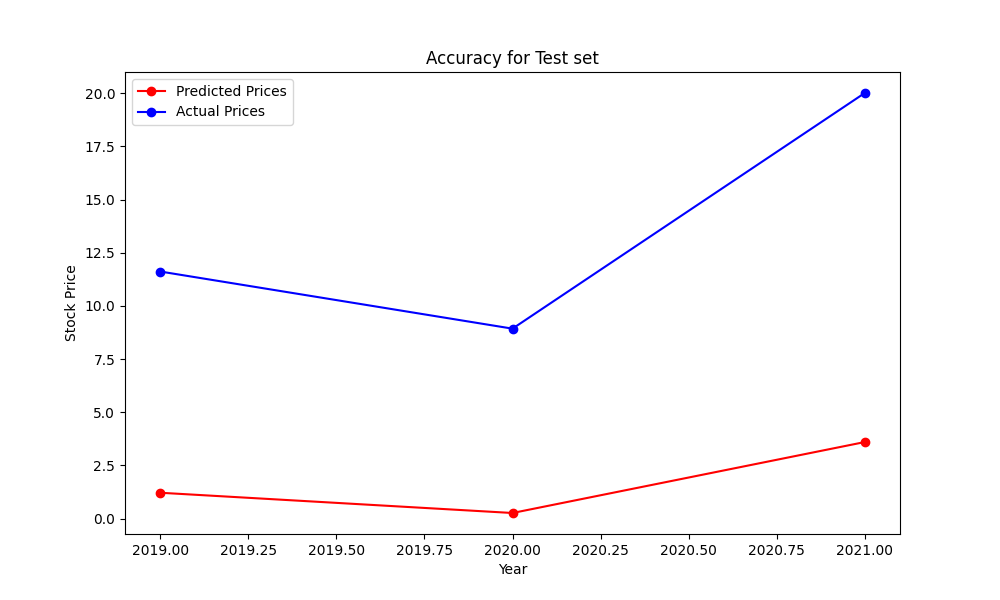 Accuracy for Test set
Predicted Prices
Actual Prices
20.0
17.5
15.0
12.5
10.0
7.5
5.0
2.5
0.0
Stock Price
2019.00 2019.25 2019.50 2019.75 2020.00 2020.25 2020.50 2020.75 2021.00
Year